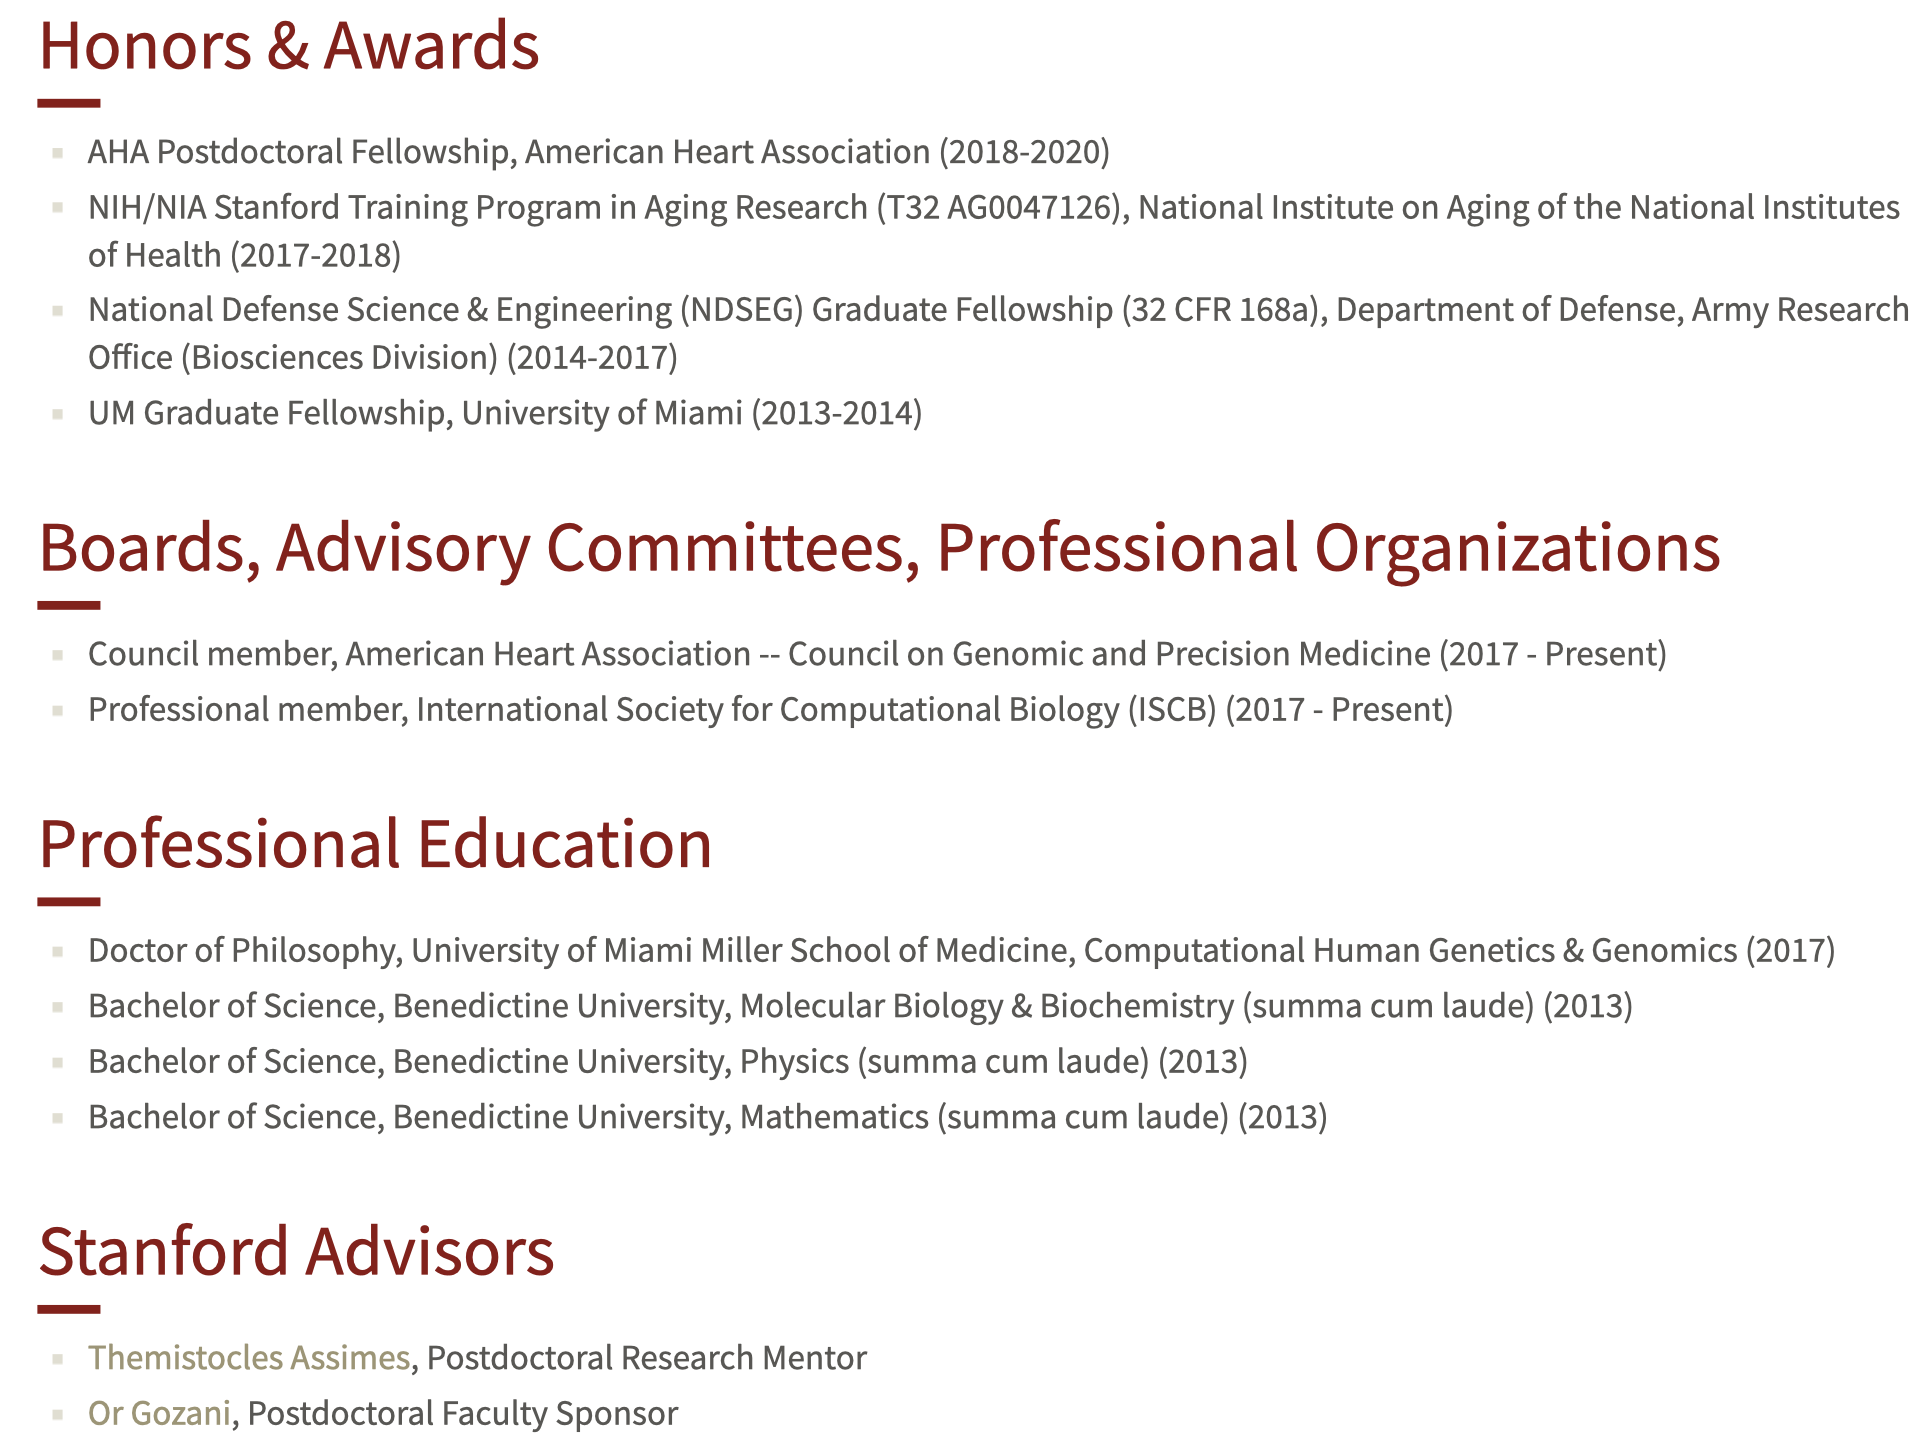 Honors & Awards
AHA Postdoctoral Fellowship, American Heart Association (2018-2020)
NIH/NIA Stanford Training Program in Aging Research (T32 AG0047126), National Institute on Aging of the National Institutes
of Health (2017-2018)
National Defense Science & Engineering (NDSEG) Graduate Fellowship (32 CFR 168a), Department of Defense, Army Research
Office (Biosciences Division) (2014-2017)
UM Graduate Fellowship, University of Miami (2013-2014)
Boards, Advisory Committees, Professional Organizations
Council member, American Heart Association -- Council on Genomic and Precision Medicine (2017 - Present)
Professional member, International Society for Computational Biology (ISCB) (2017 - Present)
Professional Education
Doctor of Philosophy, University of Miami Miller School of Medicine, Computational Human Genetics & Genomics (2017)
Bachelor of Science, Benedictine University, Molecular Biology & Biochemistry (summa cum laude) (2013)
Bachelor of Science, Benedictine University, Physics (summa cum laude) (2013)
Bachelor of Science, Benedictine University, Mathematics (summa cum laude) (2013)
Stanford Advisors
Themistocles Assimes, Postdoctoral Research Mentor
Or Gozani, Postdoctoral Faculty Sponsor